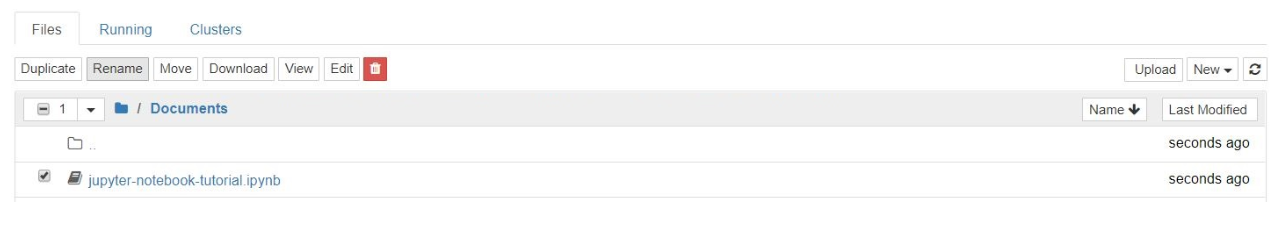 Files Running Clusters
Duplicate Rename Move Download View Edit Upload New
1 / Documents Name Last Modified
.. seconds ago
jupyter-notebook-tutorial.ipynb seconds ago